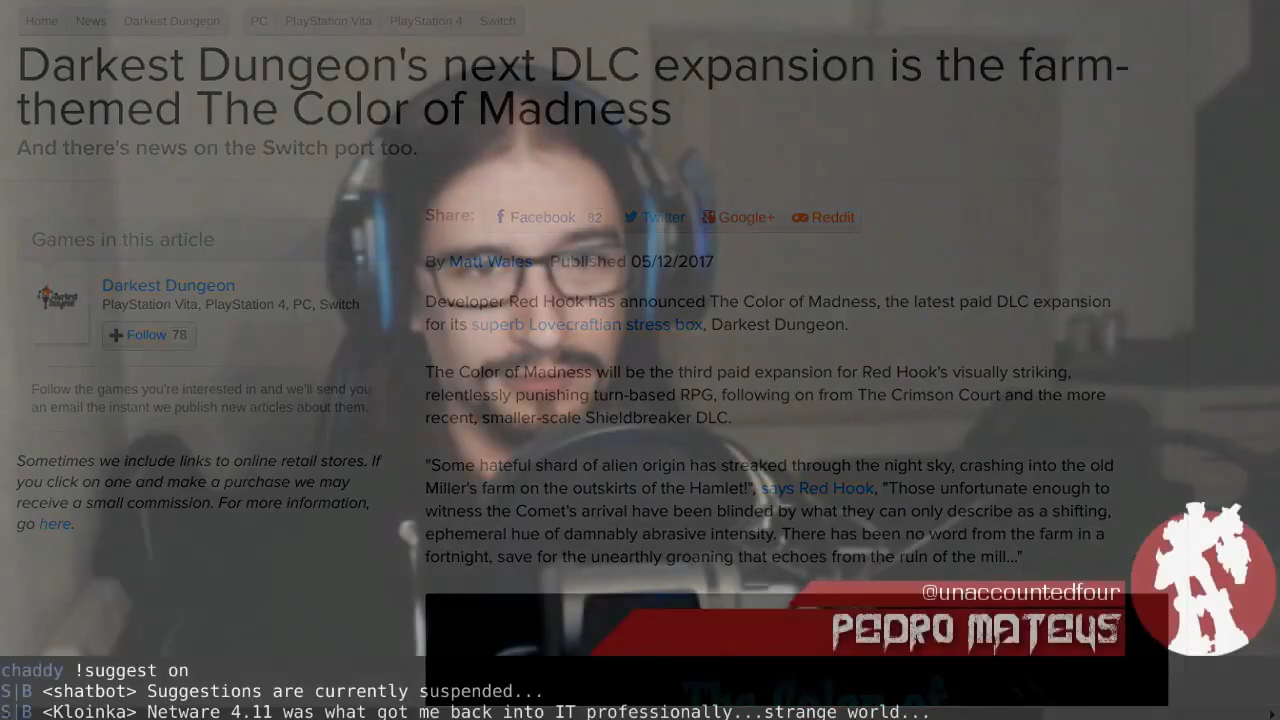 Home News Darkest Dungeon PC PlayStation Vita PlayStation 4 Switch
Darkest Dungeon's next DLC expansion is the farm-
themed The Color of Madness
And there's news on the Switch port too.
Share: Facebook 82 Twitter Google+ Reddit
Games in this article
Darkest Dungeon
PlayStation Vita, PlayStation 4, PC, Switch
Follow 78
Follow the games you're interested in and we'll send you
an email the instant we publish new articles about them.
Sometimes we include links to online retail stores. If
you click on one and make a purchase we may
receive a small commission. For more information,
go here.
By Matt Wales Published 05/12/2017
Developer Red Hook has announced The Color of Madness, the latest paid DLC expansion
for its superb Lovecraftian stress box, Darkest Dungeon.
The Color of Madness will be the third paid expansion for Red Hook's visually striking,
relentlessly punishing turn-based RPG, following on from The Crimson Court and the more
recent, smaller-scale Shieldbreaker DLC.
"Some hateful shard of alien origin has streaked through the night sky, crashing into the old
Miller's farm on the outskirts of the Hamlet!", says Red Hook, "Those unfortunate enough to
witness the Comet's arrival have been blinded by what they can only describe as a shifting,
ephemeral hue of damnably abrasive intensity. There has been no word from the farm in a
fortnight, save for the unearthly groaning that echoes from the ruin of the mill..."
@unaccountedfour
PEDRO MATEUS
The Color of
chaddy !suggest on
S|B <shatbot> Suggestions are currently suspended...
S|B <Kloinka> Netware 4.11 was what got me back into IT professionally...strange world...